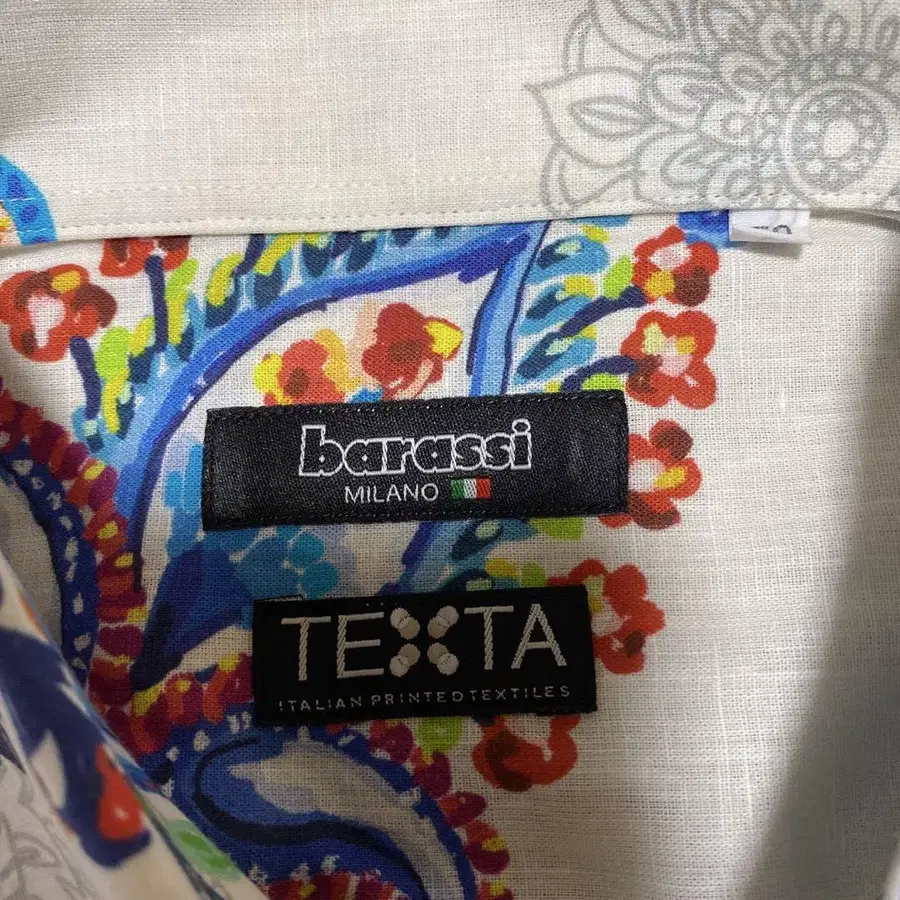 barassi
MILANO
TEXTA
ITALIAN PRINTED TEXTILES